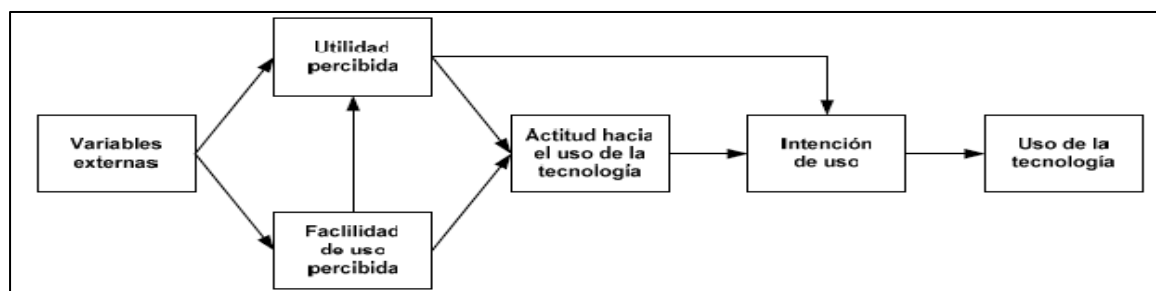 Utilidad
percibida
Variables
externas
Actitud hacia
el uso de la
tecnología
Intención
de uso
Uso de la
tecnología
Faclilidad
de uso
percibida